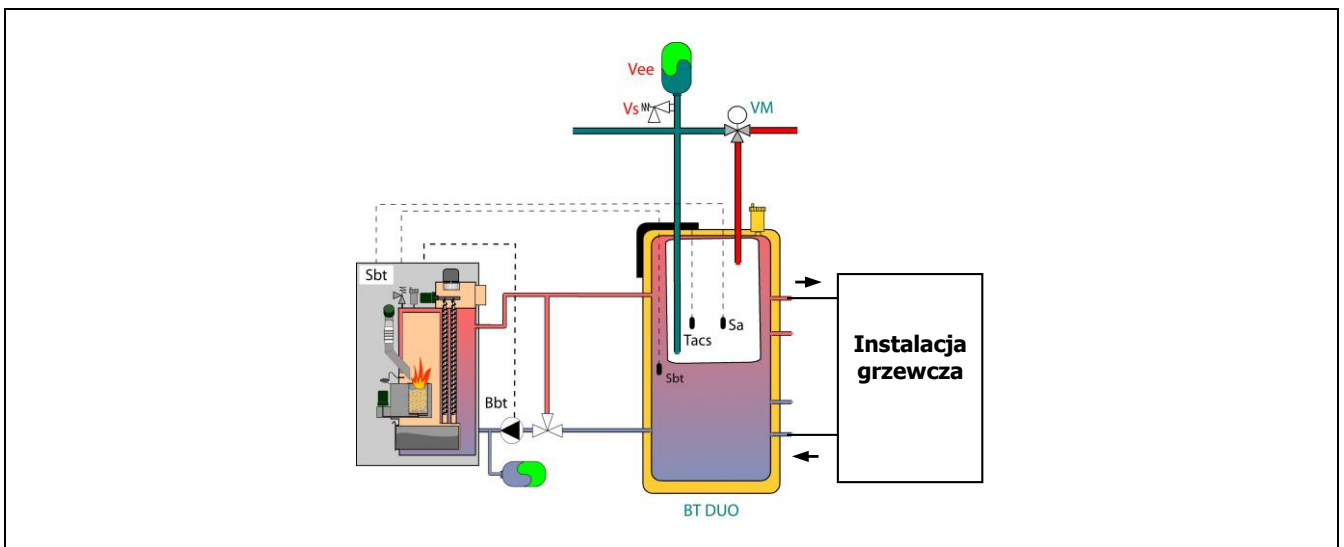 Vee
Vs
VM
Sbt
Tacs
Sa
Sbt
Bbt
Instalacja
grzewcza
BT DUO